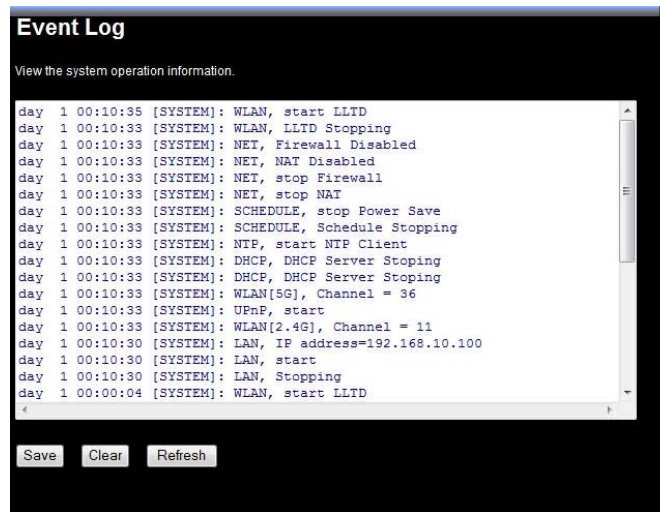 Event Log
View the system operation information.
day  1 00:10:35 [SYSTEM]: WLAN, start LLTD
day  1 00:10:33 [SYSTEM]: WLAN, LLTD Stopping
day  1 00:10:33 [SYSTEM]: NET, Firewall Disabled
day  1 00:10:33 [SYSTEM]: NET, NAT Disabled
day  1 00:10:33 [SYSTEM]: NET, stop Firewall
day  1 00:10:33 [SYSTEM]: NET, stop NAT
day  1 00:10:33 [SYSTEM]: SCHEDULE, stop Power Save
day  1 00:10:33 [SYSTEM]: SCHEDULE, Schedule Stopping
day  1 00:10:33 [SYSTEM]: NTP, start NTP Client
day  1 00:10:33 [SYSTEM]: DHCP, DHCP Server Stoping
day  1 00:10:33 [SYSTEM]: DHCP, DHCP Server Stoping
day  1 00:10:33 [SYSTEM]: WLAN[5G], Channel = 36
day  1 00:10:33 [SYSTEM]: UPnP, start
day  1 00:10:33 [SYSTEM]: WLAN[2.4G], Channel = 11
day  1 00:10:30 [SYSTEM]: LAN, IP address=192.168.10.100
day  1 00:10:30 [SYSTEM]: LAN, start
day  1 00:10:30 [SYSTEM]: LAN, Stopping
day  1 00:00:04 [SYSTEM]: WLAN, start LLTD
Save Clear Refresh